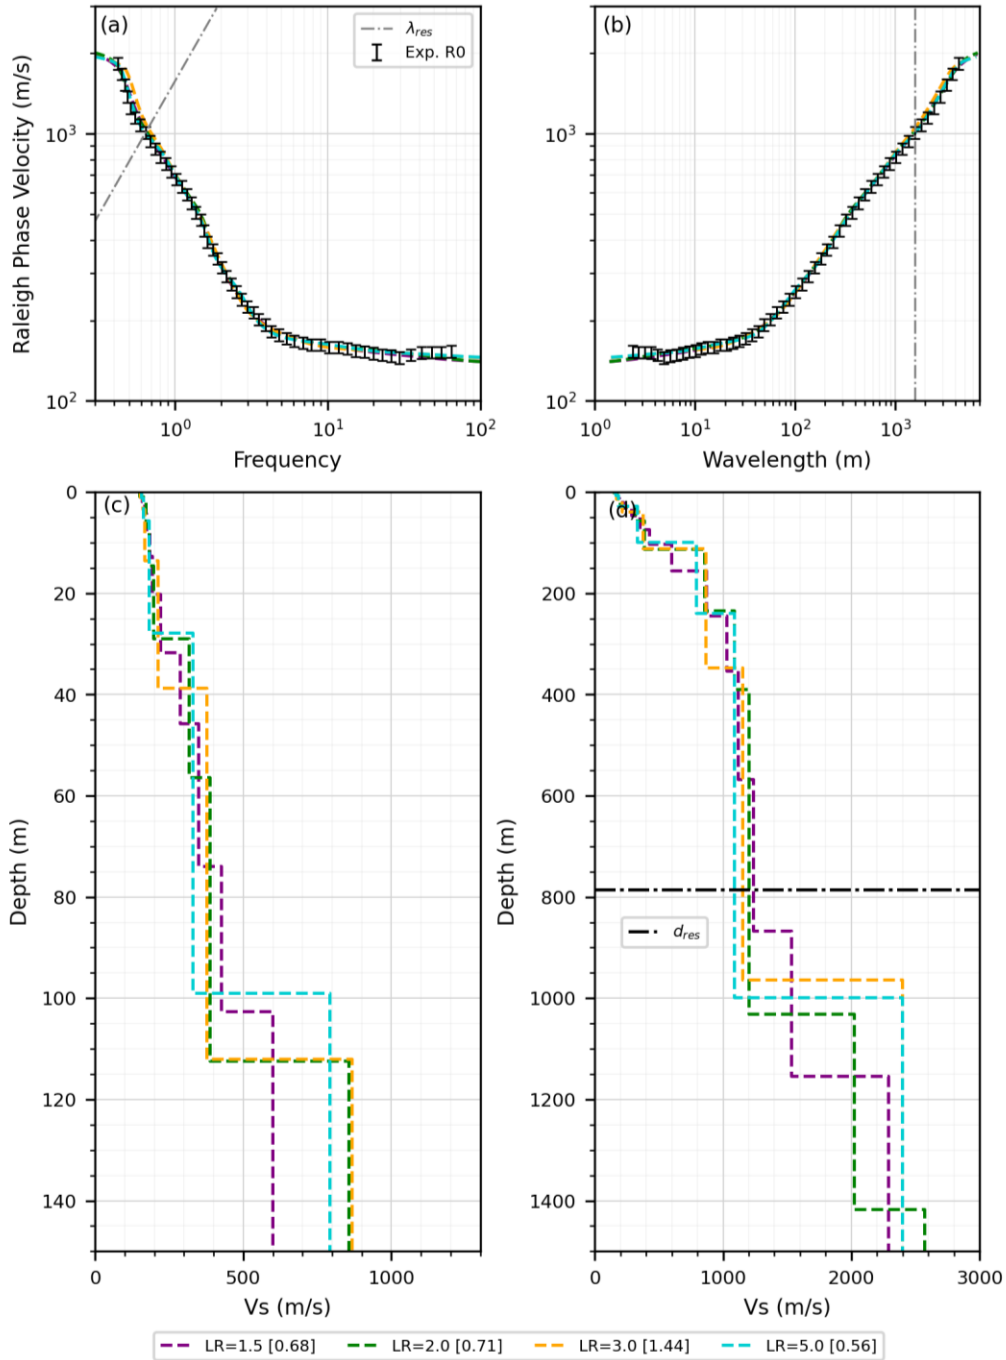 (a)
λres
Exp. R0
(b)
Raleigh Phase Velocity (m/s)
10³
10²
10⁰ 10¹ 10²
Frequency
10³
10²
10⁰ 10¹ 10² 10³
Wavelength (m)
(c)
Depth (m)
0
20
40
60
80
100
120
140
0 500 1000
Vs (m/s)
(d)
Depth (m)
0
200
400
600
800
1000
1200
1400
dres
0 1000 2000 3000
Vs (m/s)
LR=1.5 [0.68] LR=2.0 [0.71] LR=3.0 [1.44] LR=5.0 [0.56]